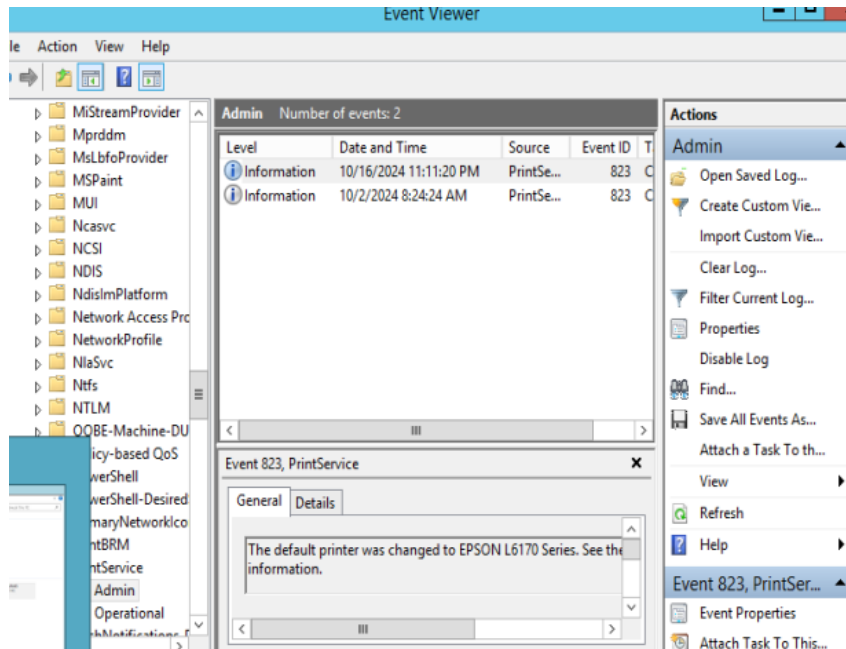 Event Viewer
le Action View Help
MiStreamProvider
Mprddm
MsLbfoProvider
MSPaint
MUI
Ncasvc
NCSI
NDIS
NdisImPlatform
Network Access Prc
NetworkProfile
NlaSvc
Ntfs
NTLM
OOBE-Machine-DU
icy-based QoS
werShell
werShell-Desired
maryNetworkIco
ntBRM
ntService
Admin
Operational
Admin Number of events: 2
Level Date and Time Source Event ID T
Information 10/16/2024 11:11:20 PM PrintSe... 823 C
Information 10/2/2024 8:24:24 AM PrintSe... 823 C
Event 823, PrintService
General Details
The default printer was changed to EPSON L6170 Series. See the
information.
Actions
Admin
Open Saved Log...
Create Custom Vie...
Import Custom Vie...
Clear Log...
Filter Current Log...
Properties
Disable Log
Find...
Save All Events As...
Attach a Task To th...
View
Refresh
Help
Event 823, PrintSer...
Event Properties
Attach Task To This...